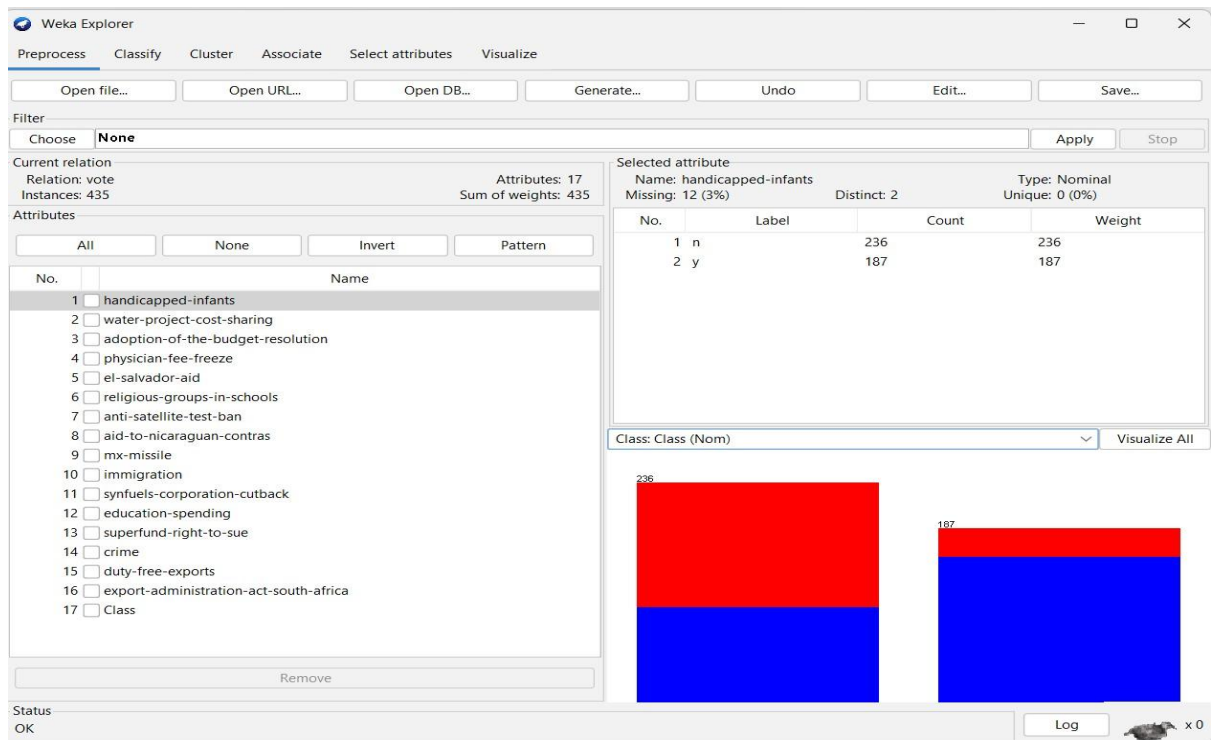 Weka Explorer
Preprocess Classify Cluster Associate Select attributes Visualize
Open file... Open URL... Open DB... Generate... Undo Edit... Save...
Filter
Choose None Apply Stop
Current relation
Relation: vote Attributes: 17
Instances: 435 Sum of weights: 435
Attributes
All None Invert Pattern
No. Name
1 handicapped-infants
2 water-project-cost-sharing
3 adoption-of-the-budget-resolution
4 physician-fee-freeze
5 el-salvador-aid
6 religious-groups-in-schools
7 anti-satellite-test-ban
8 aid-to-nicaraguan-contras
9 mx-missile
10 immigration
11 synfuels-corporation-cutback
12 education-spending
13 superfund-right-to-sue
14 crime
15 duty-free-exports
16 export-administration-act-south-africa
17 Class
Remove
Selected attribute
Name: handicapped-infants Type: Nominal
Missing: 12 (3%) Distinct: 2 Unique: 0 (0%)
No. Label Count Weight
1 n 236 236
2 y 187 187
Class: Class (Nom) Visualize All
236
187
Status
OK Log x 0